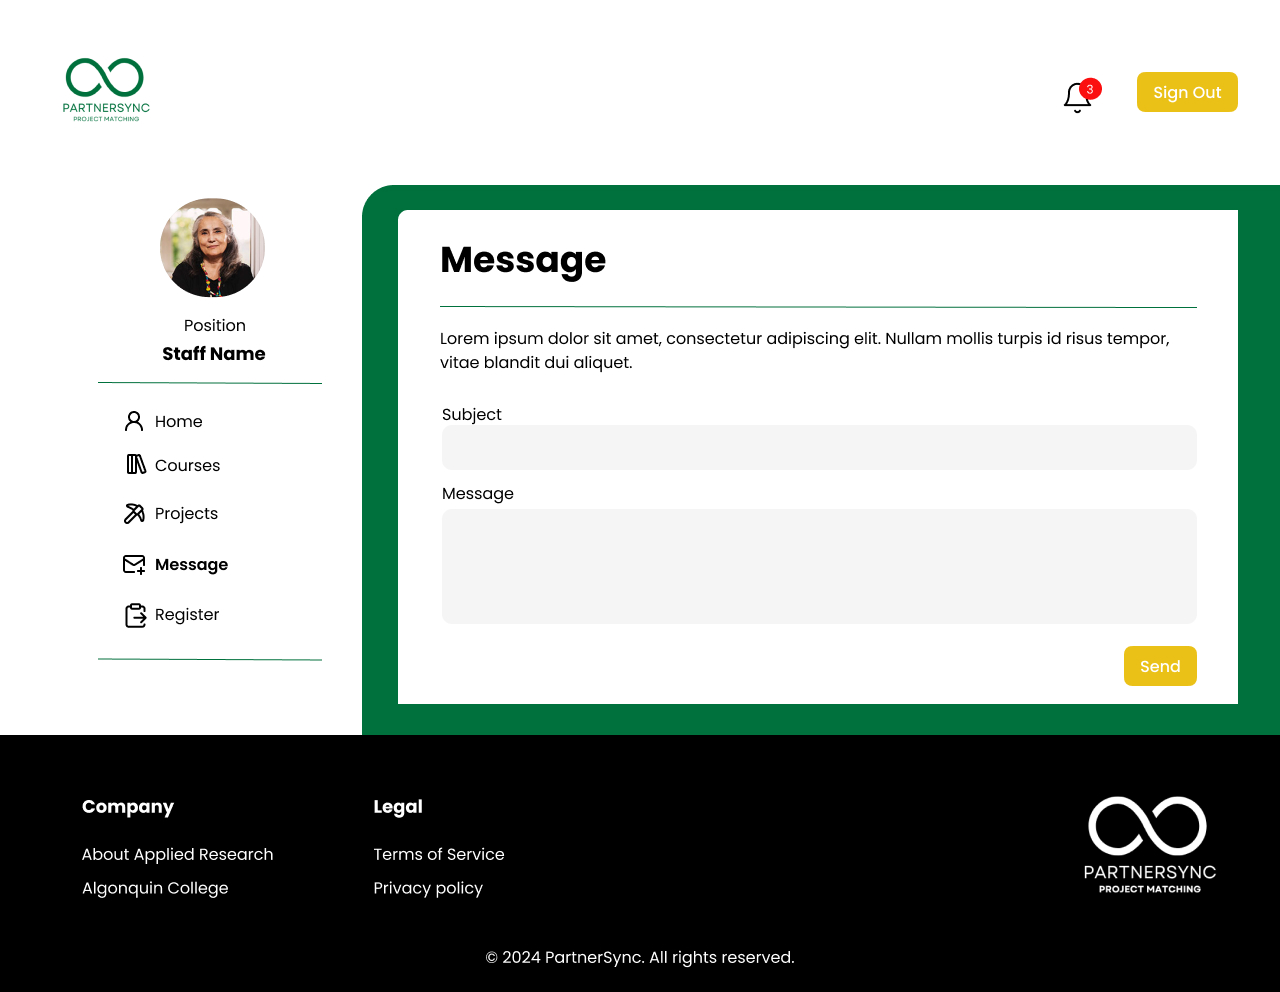 PARTNERSYNC
PROJECT MATCHING
3
Sign Out
Position
Staff Name
Home
Courses
Projects
Message
Register
Message
Lorem ipsum dolor sit amet, consectetur adipiscing elit. Nullam mollis turpis id risus tempor,
vitae blandit dui aliquet.
Subject
Message
Send
Company
About Applied Research
Algonquin College
Legal
Terms of Service
Privacy policy
PARTNERSYNC
PROJECT MATCHING
© 2024 PartnerSync. All rights reserved.